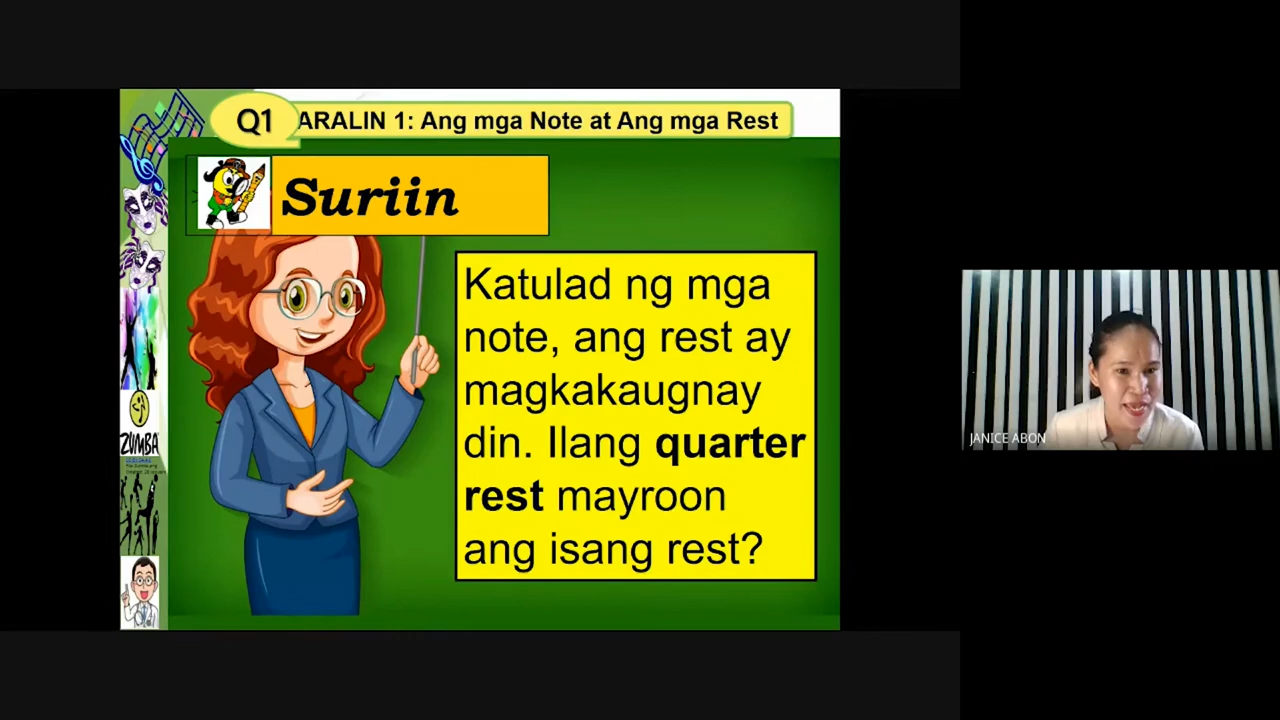 Q1
ARALIN 1: Ang mga Note at Ang mga Rest
Suriin
Katulad ng mga
note, ang rest ay
magkakaugnay
din. Ilang quarter
rest mayroon
ang isang rest?
ZUMBA
JANICE ABON